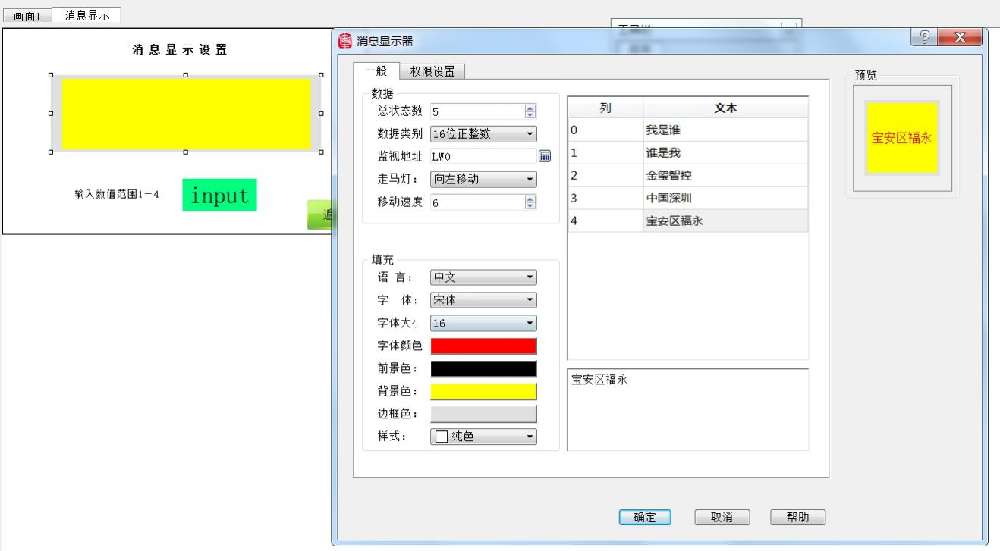 画面1 消息显示
消息显示设置
输入数值范围1-4 input
消息显示器
一般 权限设置
数据
总状态数 5
数据类别 16位正整数
监视地址 LW0
走马灯： 向左移动
移动速度 6
填充
语 言： 中文
字 体： 宋体
字体大 16
字体颜色
前景色：
背景色：
边框色：
样式： 纯色
列 文本
0 我是谁
1 谁是我
2 金玺智控
3 中国深圳
4 宝安区福永
宝安区福永
预览
宝安区福永
确定 取消 帮助